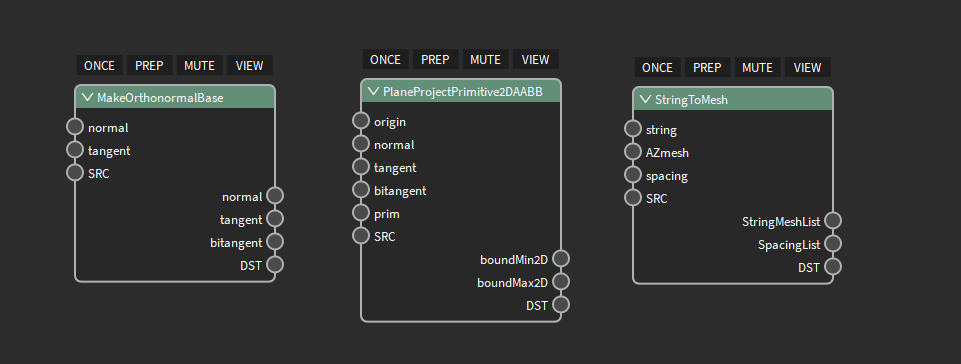 ONCE PREP MUTE VIEW
MakeOrthonormalBase
normal
tangent
SRC
normal
tangent
bitangent
DST
ONCE PREP MUTE VIEW
PlaneProjectPrimitive2DAABB
origin
normal
tangent
bitangent
prim
SRC
boundMin2D
boundMax2D
DST
ONCE PREP MUTE VIEW
StringToMesh
string
AZmesh
spacing
SRC
StringMeshList
SpacingList
DST